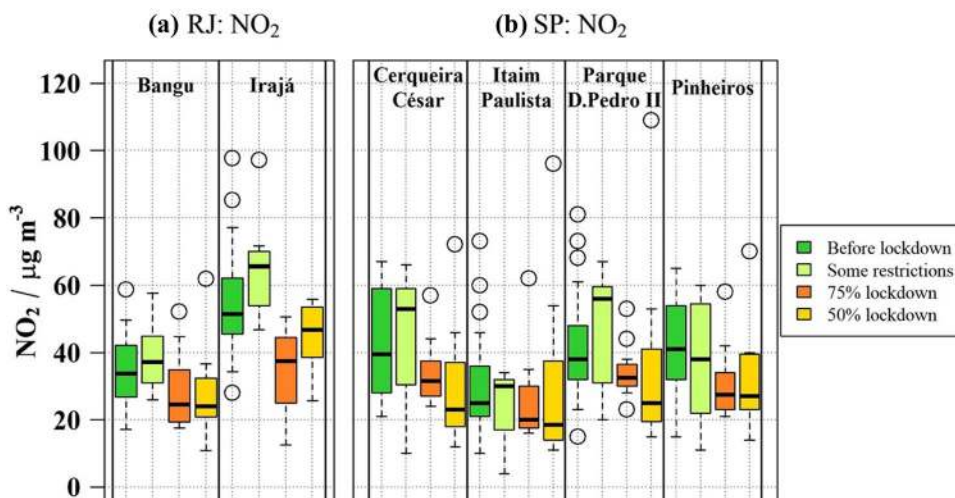 (a) RJ: NO₂
(b) SP: NO₂
NO₂ / µg m⁻³
120
100
80
60
40
20
0
Bangu
Irajá
Cerqueira
César
Itaim
Paulista
Parque
D.Pedro II
Pinheiros
Before lockdown
Some restrictions
75% lockdown
50% lockdown